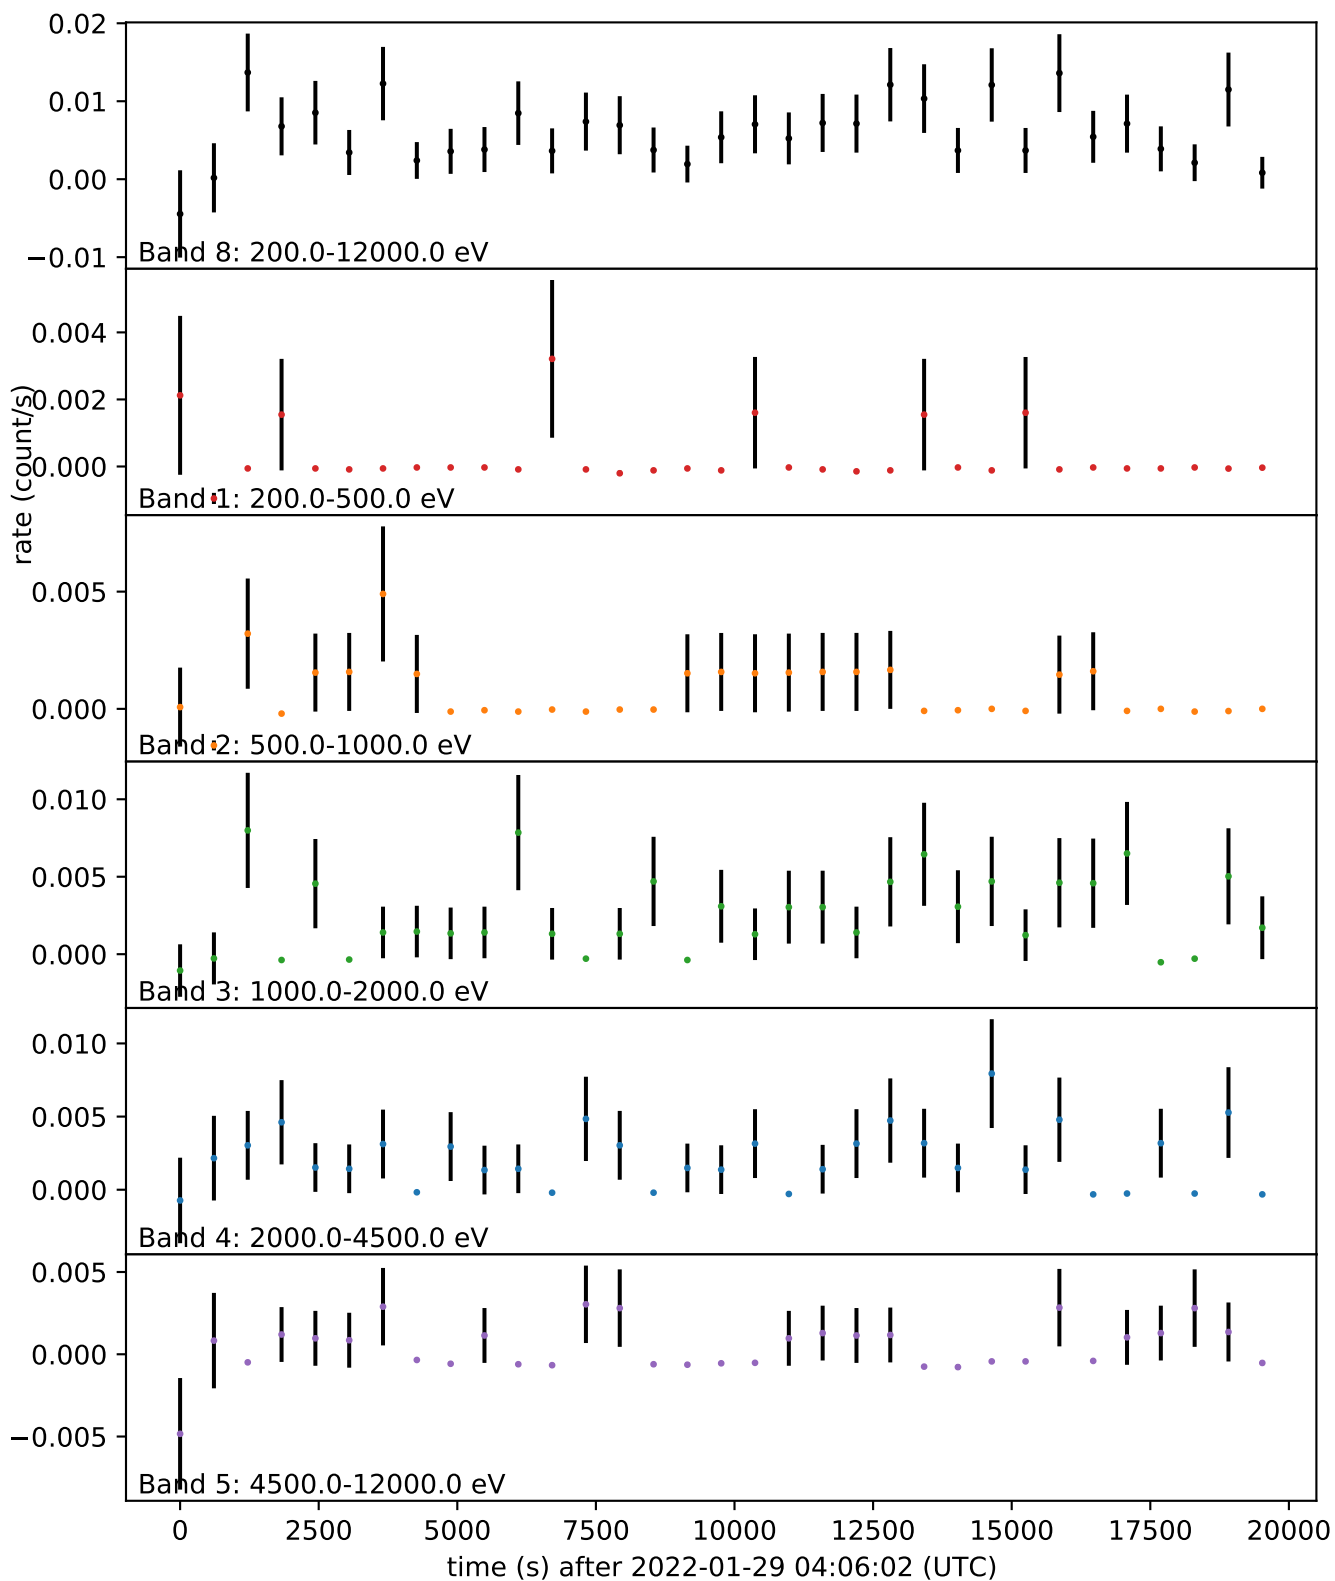 0.02
0.01
0.00
−0.01
Band 8: 200.0-12000.0 eV
0.004
0.002
0.000
Band 1: 200.0-500.0 eV
rate (count/s)
0.005
0.000
Band 2: 500.0-1000.0 eV
0.010
0.005
0.000
Band 3: 1000.0-2000.0 eV
0.010
0.005
0.000
Band 4: 2000.0-4500.0 eV
0.005
0.000
−0.005
Band 5: 4500.0-12000.0 eV
0 2500 5000 7500 10000 12500 15000 17500 20000
time (s) after 2022-01-29 04:06:02 (UTC)